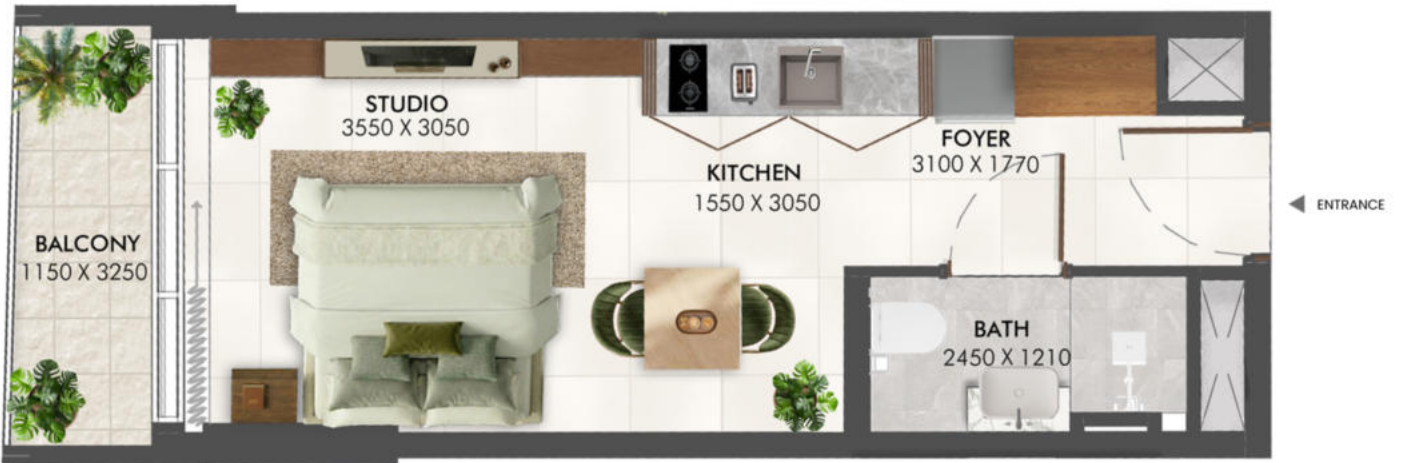 STUDIO
3550 X 3050
KITCHEN
1550 X 3050
FOYER
3100 X 1770
ENTRANCE
BALCONY
1150 X 3250
BATH
2450 X 1210